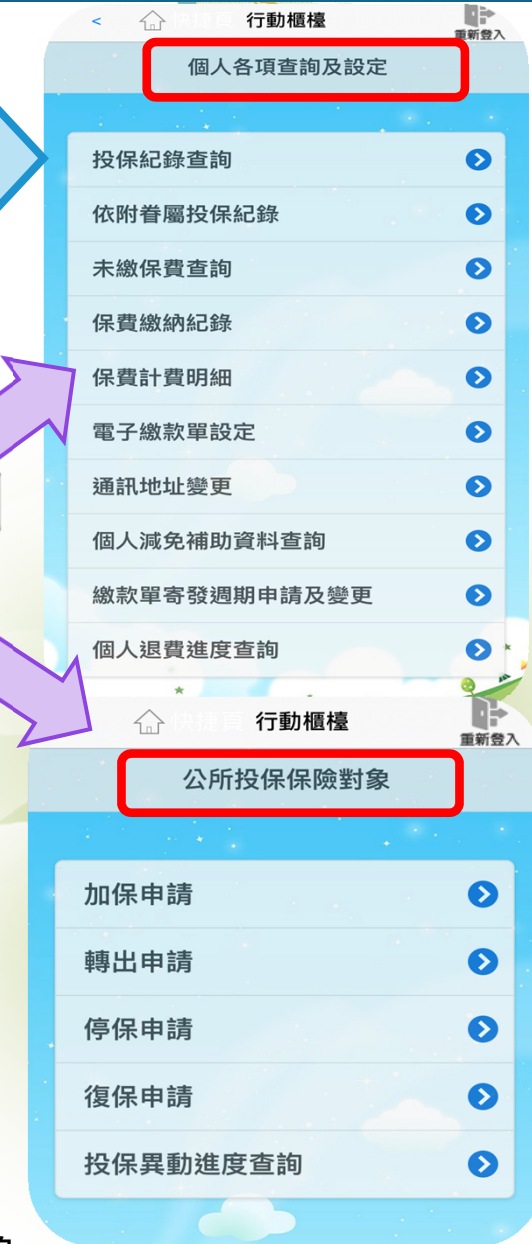 < 快捷頁 行動櫃檯
重新登入
個人各項查詢及設定
投保紀錄查詢
依附眷屬投保紀錄
未繳保費查詢
保費繳納紀錄
保費計費明細
電子繳款單設定
通訊地址變更
個人減免補助資料查詢
繳款單寄發週期申請及變更
個人退費進度查詢
快捷頁 行動櫃檯
重新登入
公所投保保險對象
加保申請
轉出申請
停保申請
復保申請
投保異動進度查詢